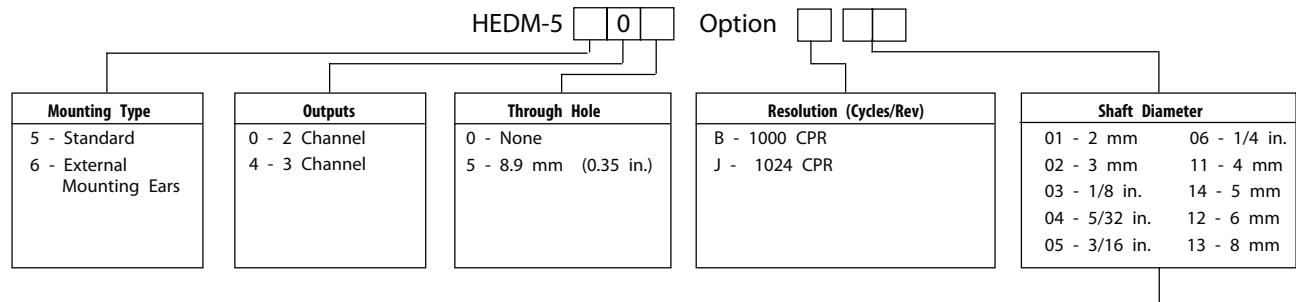 HEDM-5 0 Option
Mounting Type
5 - Standard
6 - External
Mounting Ears
Outputs
0 - 2 Channel
4 - 3 Channel
Through Hole
0 - None
5 - 8.9 mm (0.35 in.)
Resolution (Cycles/Rev)
B - 1000 CPR
J - 1024 CPR
Shaft Diameter
01 - 2 mm 06 - 1/4 in.
02 - 3 mm 11 - 4 mm
03 - 1/8 in. 14 - 5 mm
04 - 5/32 in. 12 - 6 mm
05 - 3/16 in. 13 - 8 mm